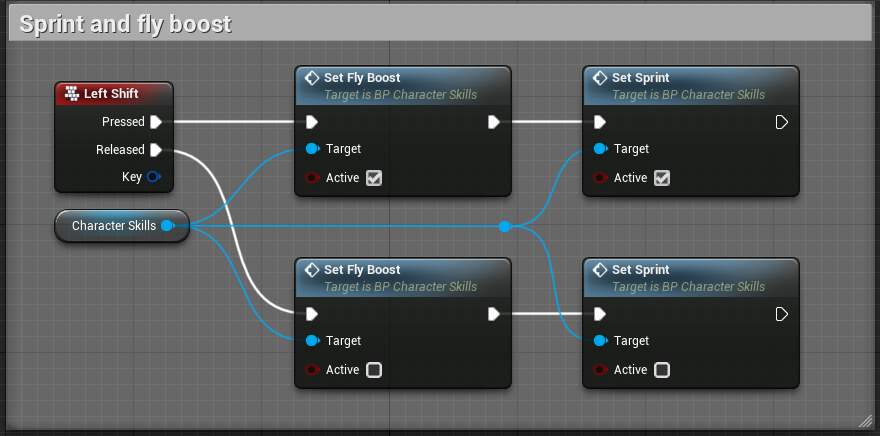 Sprint and fly boost
Left Shift
Pressed
Released
Key
Character Skills
Set Fly Boost
Target is BP Character Skills
Target
Active
Set Sprint
Target is BP Character Skills
Target
Active
Set Fly Boost
Target is BP Character Skills
Target
Active
Set Sprint
Target is BP Character Skills
Target
Active